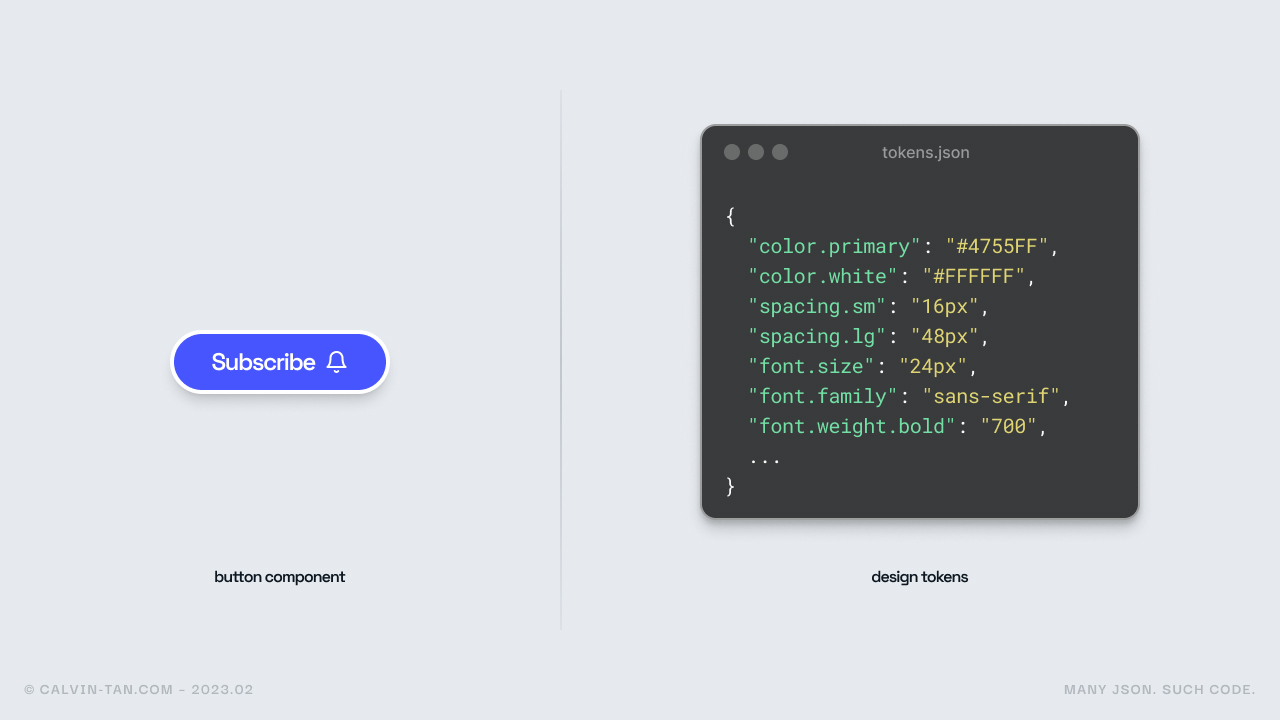 Subscribe
button component
tokens.json
{
"color.primary": "#4755FF",
"color.white": "#FFFFFF",
"spacing.sm": "16px",
"spacing.lg": "48px",
"font.size": "24px",
"font.family": "sans-serif",
"font.weight.bold": "700",
...
}
design tokens
© CALVIN-TAN.COM – 2023.02
MANY JSON. SUCH CODE.